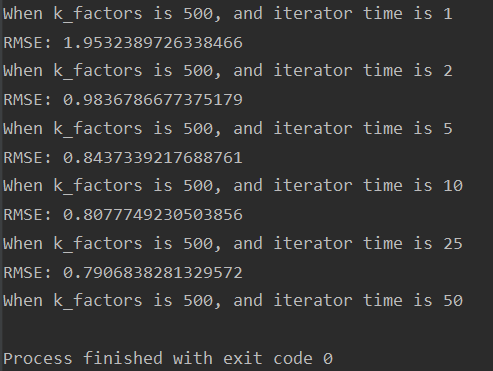 When k_factors is 500, and iterator time is 1
RMSE: 1.9532389726338466
When k_factors is 500, and iterator time is 2
RMSE: 0.9836786677375179
When k_factors is 500, and iterator time is 5
RMSE: 0.8437339217688761
When k_factors is 500, and iterator time is 10
RMSE: 0.8077749230503856
When k_factors is 500, and iterator time is 25
RMSE: 0.7906838281329572
When k_factors is 500, and iterator time is 50
Process finished with exit code 0